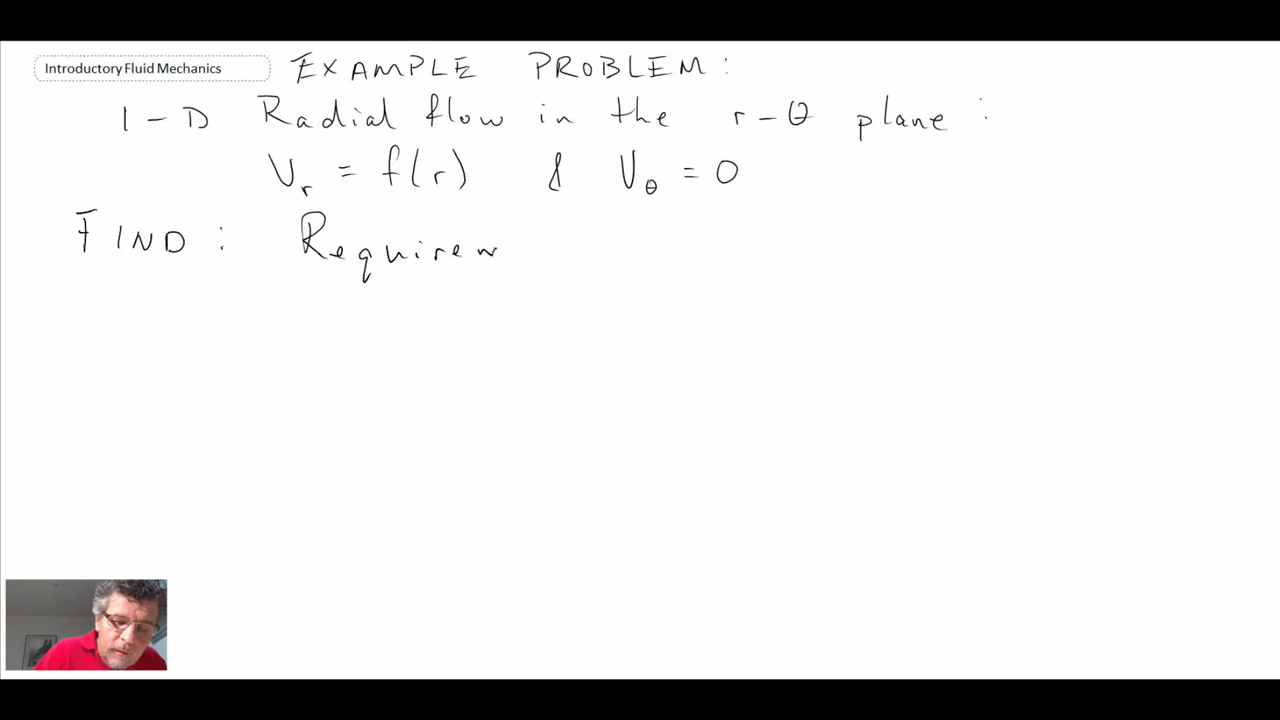 Introductory Fluid Mechanics
EXAMPLE PROBLEM:
1-D Radial flow in the r-θ plane:
Vr = f(r) & Vθ = 0
FIND: Requirem